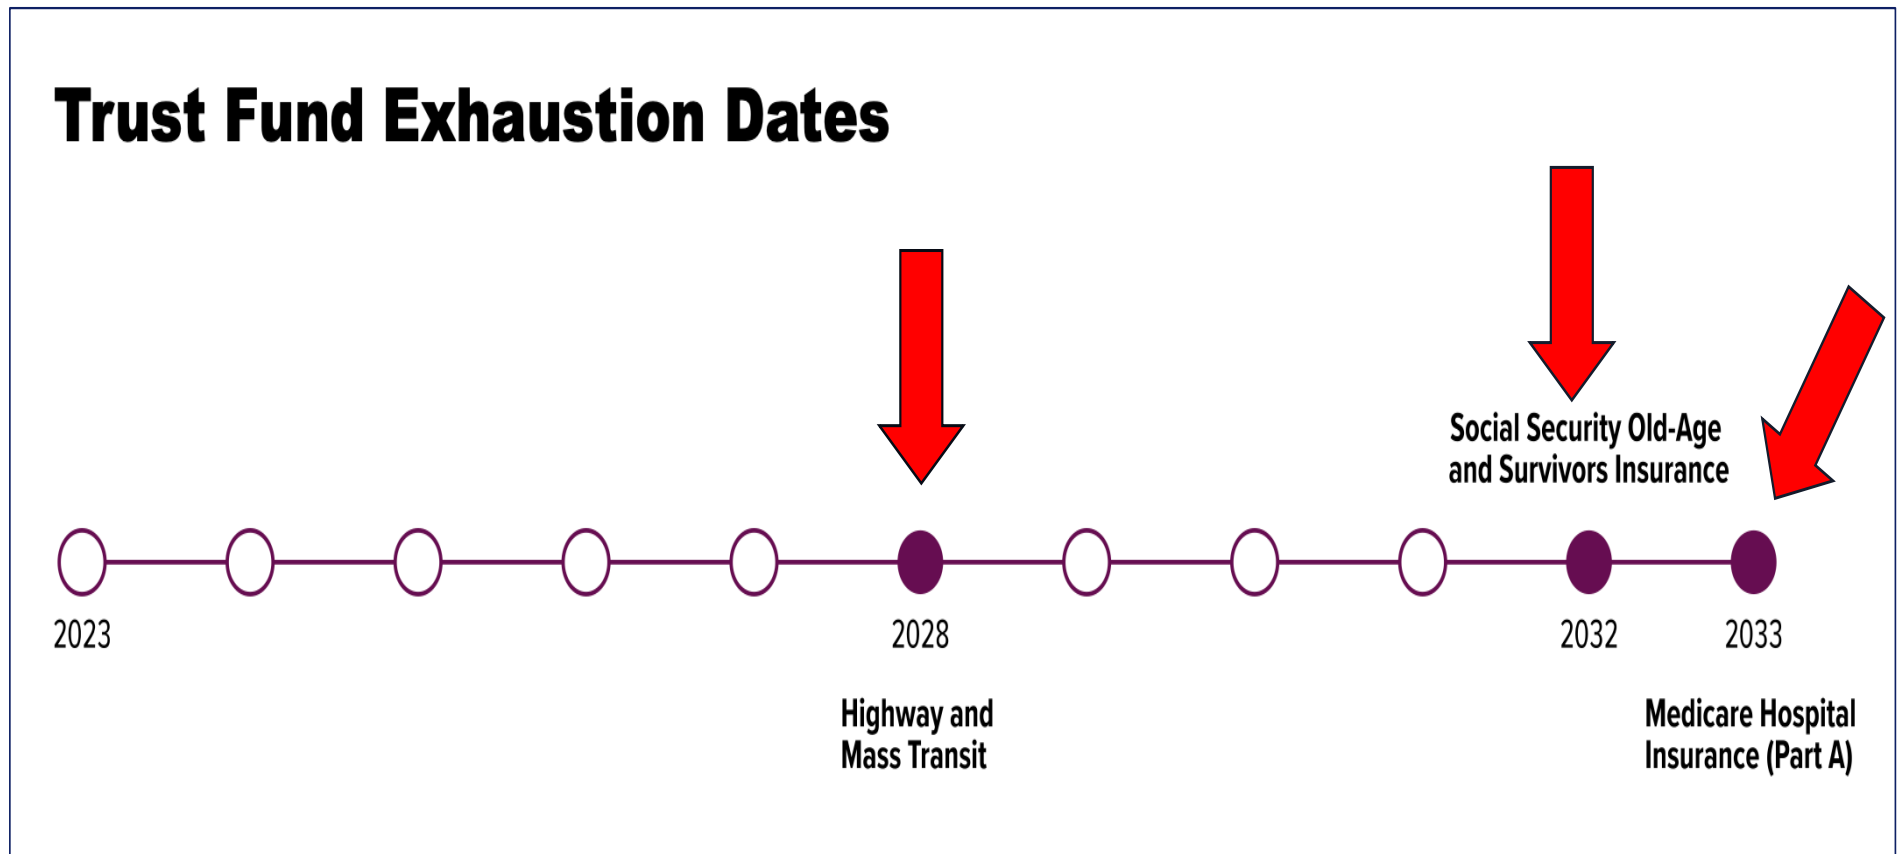 Trust Fund Exhaustion Dates
Social Security Old-Age
and Survivors Insurance
2023
2028
2032
2033
Highway and
Mass Transit
Medicare Hospital
Insurance (Part A)